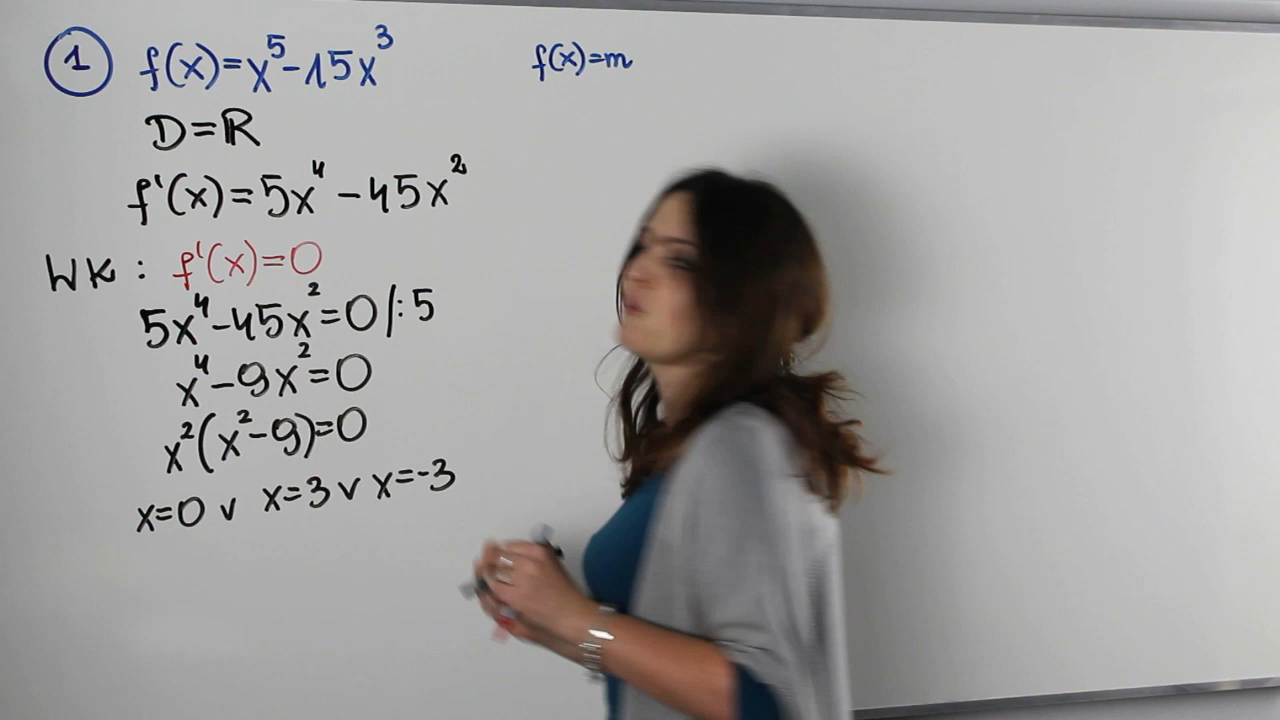 1 f(x)=x⁵-15x³
f(x)=m
D=ℝ
f'(x)=5x⁴-45x²
WK: f'(x)=0
5x⁴-45x²=0/:5
x⁴-9x²=0
x²(x²-9)=0
x=0 ∨ x=3 ∨ x=-3